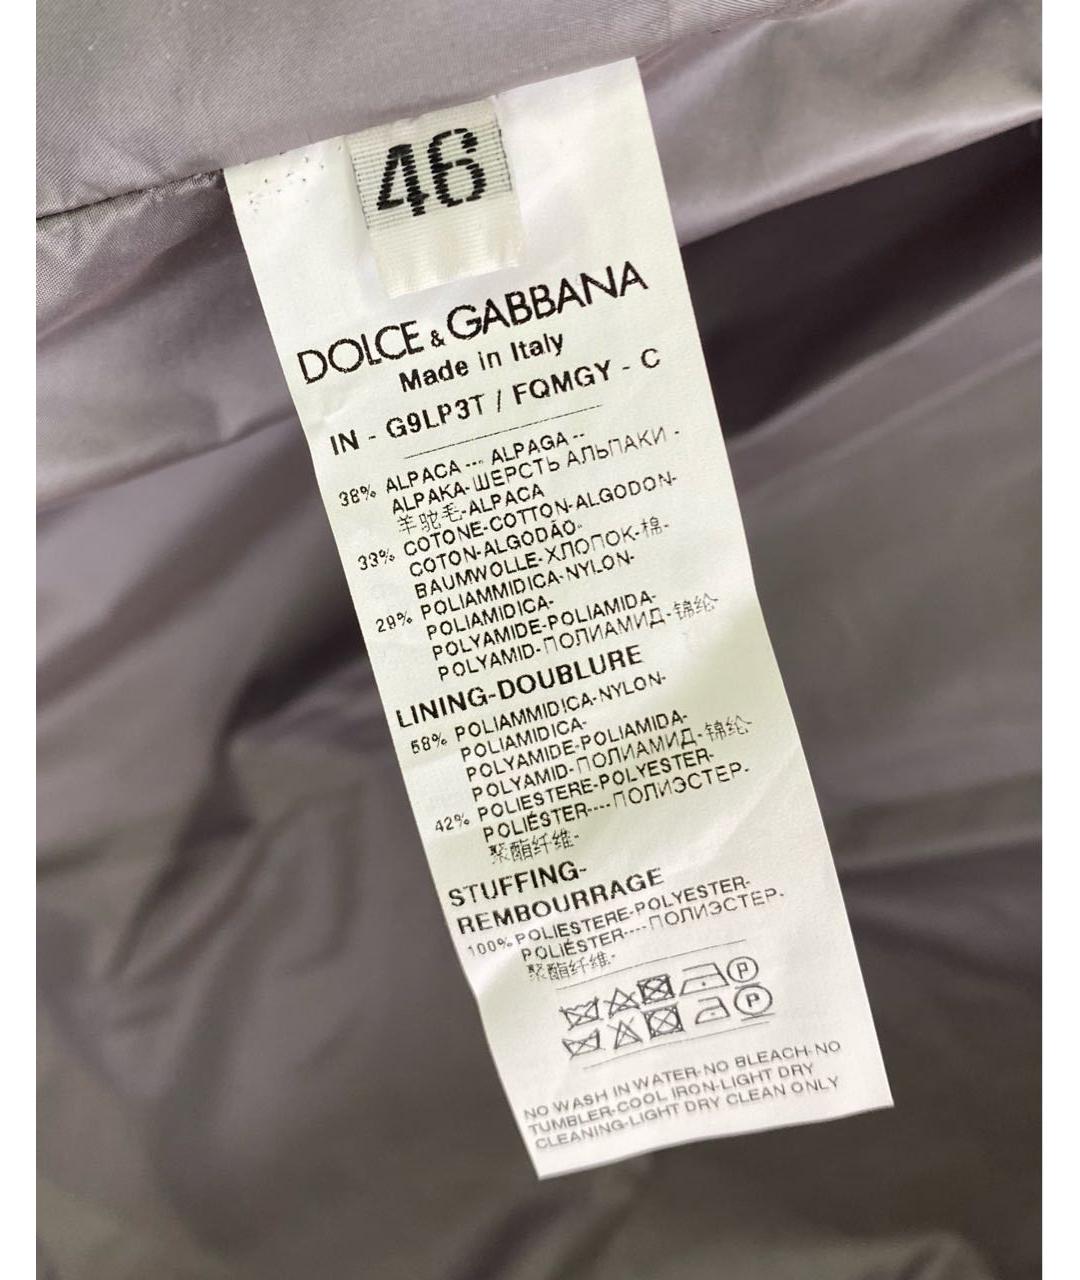 46
DOLCE & GABBANA
Made in Italy
IN - G9LP3T / FQMGY - C
38% ALPACA --- ALPAGA --
ALPAKA-ШЕРСТЬ АЛЬПАКИ -
羊驼毛-ALPACA
33% COTONE-COTTON-ALGODON-
COTON-ALGODÃO-
BAUMWOLLE-ХЛОПОК-棉-
29% POLIAMMIDICA-NYLON-
POLIAMIDICA-
POLYAMIDE-POLIAMIDA-
POLYAMID-ПОЛИАМИД-锦纶-
LINING-DOUBLURE
58% POLIAMMIDICA-NYLON-
POLIAMIDICA-
POLYAMIDE-POLIAMIDA-
POLYAMID-ПОЛИАМИД-锦纶-
42% POLIESTERE-POLYESTER-
POLIÉSTER----ПОЛИЭСТЕР-
聚酯纤维-
STUFFING-
REMBOURRAGE
100% POLIESTERE-POLYESTER-
POLIÉSTER----ПОЛИЭСТЕР-
聚酯纤维-
P
P
NO WASH IN WATER-NO BLEACH-NO
TUMBLER-COOL IRON-LIGHT DRY
CLEANING-LIGHT DRY CLEAN ONLY